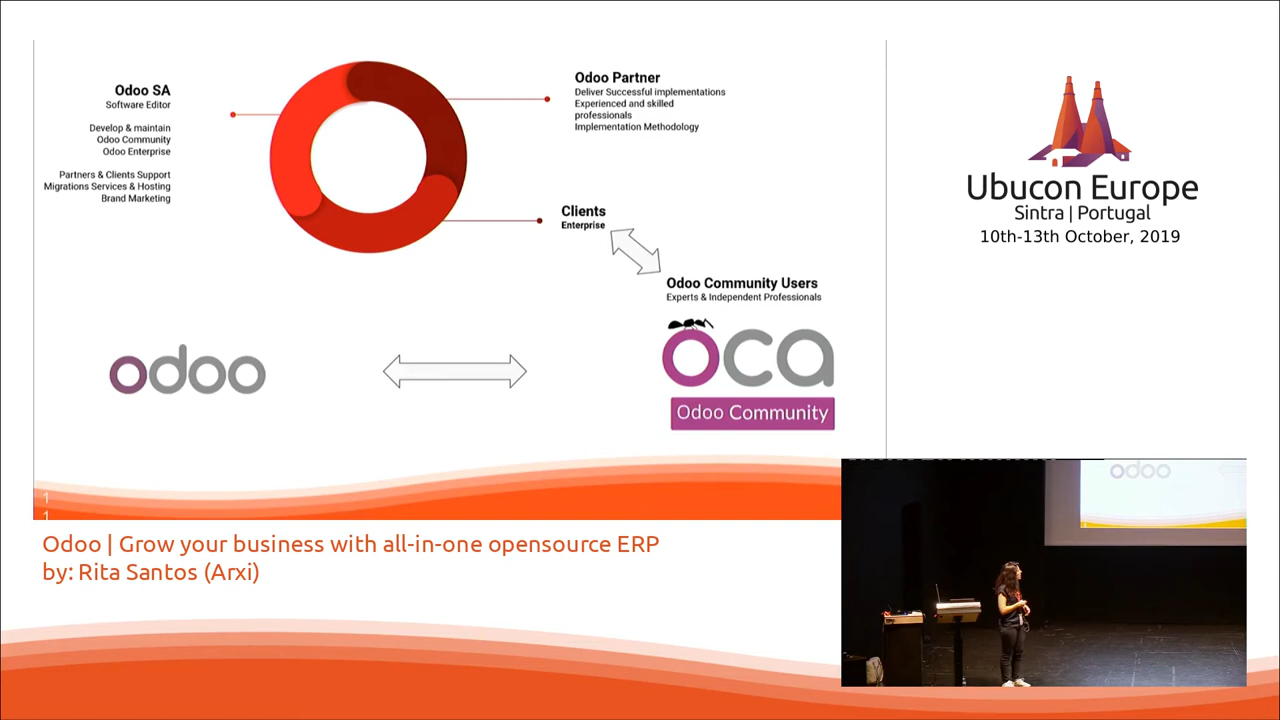 Odoo SA
Software Editor
Develop & maintain
Odoo Community
Odoo Enterprise
Partners & Clients Support
Migrations Services & Hosting
Brand Marketing
Odoo Partner
Deliver Successful implementations
Experienced and skilled
professionals
Implementation Methodology
Clients
Enterprise
Odoo Community Users
Experts & Independent Professionals
odoo
oca
Odoo Community
1
1
Ubucon Europe
Sintra | Portugal
10th-13th October, 2019
odoo
Odoo | Grow your business with all-in-one opensource ERP
by: Rita Santos (Arxi)